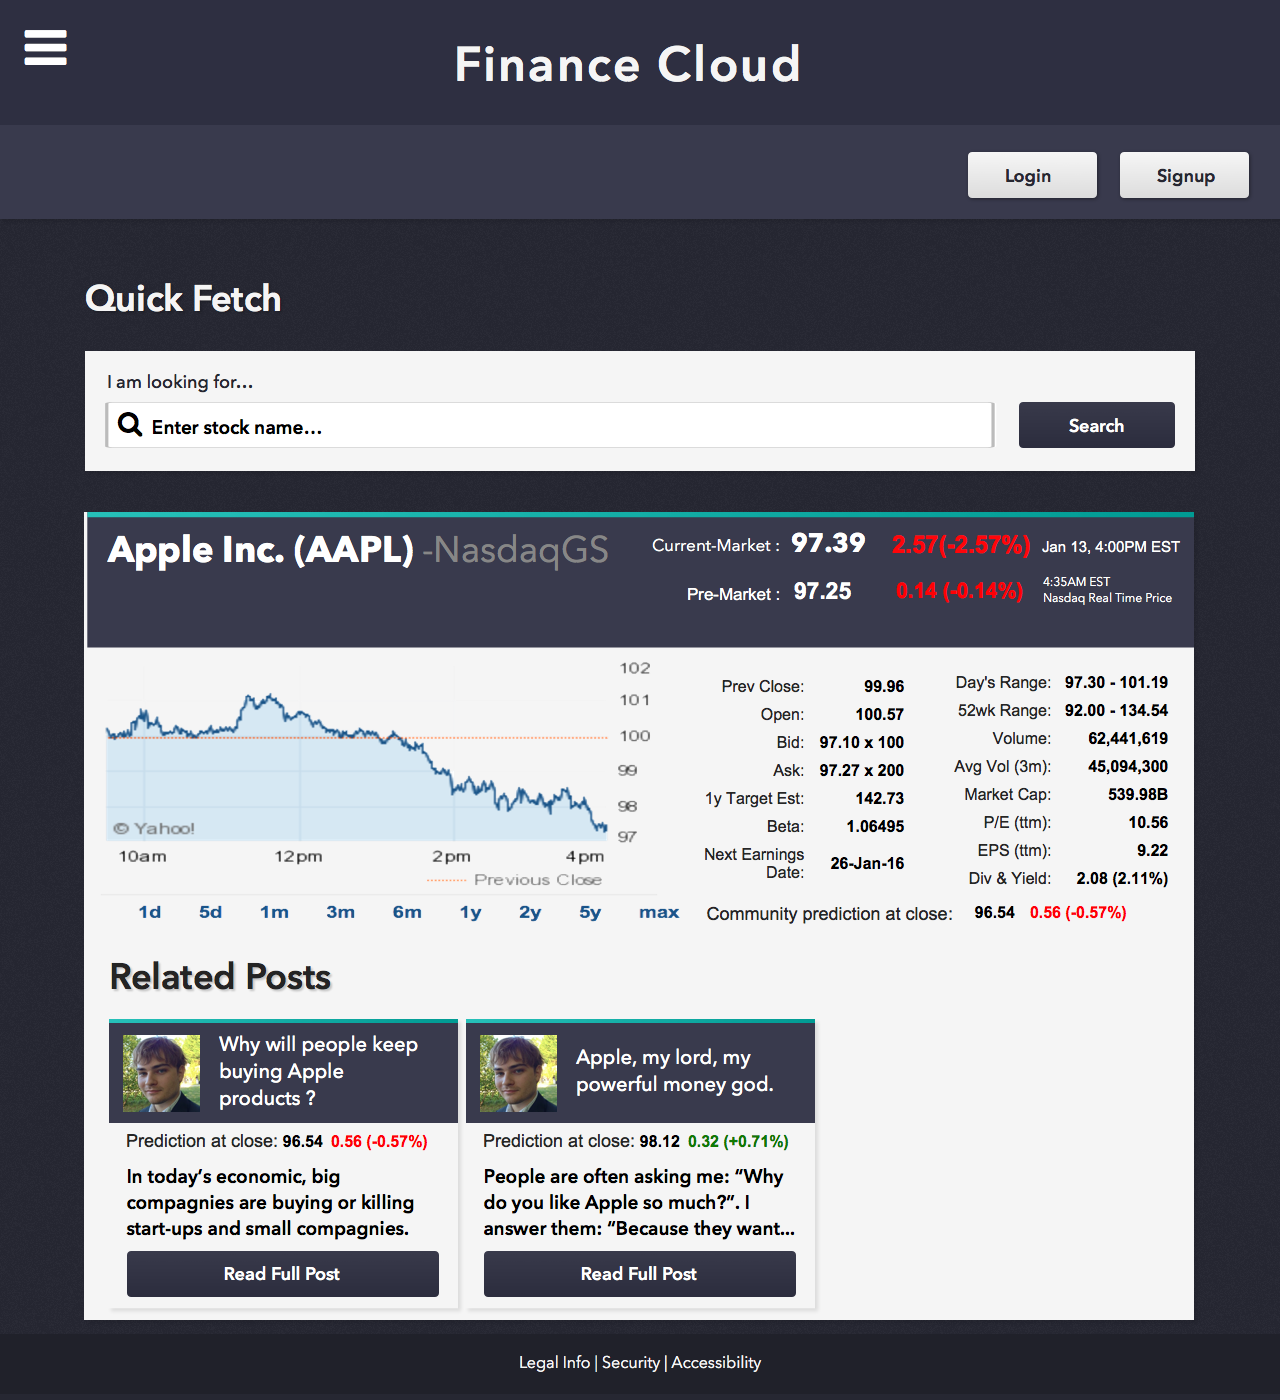 Finance Cloud
Login
Signup
Quick Fetch
I am looking for...
Enter stock name...
Search
Apple Inc. (AAPL) -NasdaqGS
Current-Market : 97.39 2.57(-2.57%) Jan 13, 4:00PM EST
Pre-Market : 97.25 0.14 (-0.14%) 4:35AM EST
Nasdaq Real Time Price
102
101
100
99
98
97
© Yahoo!
10am 12pm 2pm 4pm
Previous Close
1d 5d 1m 3m 6m 1y 2y 5y max
Prev Close: 99.96
Open: 100.57
Bid: 97.10 x 100
Ask: 97.27 x 200
1y Target Est: 142.73
Beta: 1.06495
Next Earnings
Date: 26-Jan-16
Day's Range: 97.30 - 101.19
52wk Range: 92.00 - 134.54
Volume: 62,441,619
Avg Vol (3m): 45,094,300
Market Cap: 539.98B
P/E (ttm): 10.56
EPS (ttm): 9.22
Div & Yield: 2.08 (2.11%)
Community prediction at close: 96.54 0.56 (-0.57%)
Related Posts
Why will people keep
buying Apple
products ?
Prediction at close: 96.54 0.56 (-0.57%)
In today’s economic, big
compagnies are buying or killing
start-ups and small compagnies.
Read Full Post
Apple, my lord, my
powerful money god.
Prediction at close: 98.12 0.32 (+0.71%)
People are often asking me: “Why
do you like Apple so much?”. I
answer them: “Because they want...
Read Full Post
Legal Info | Security | Accessibility